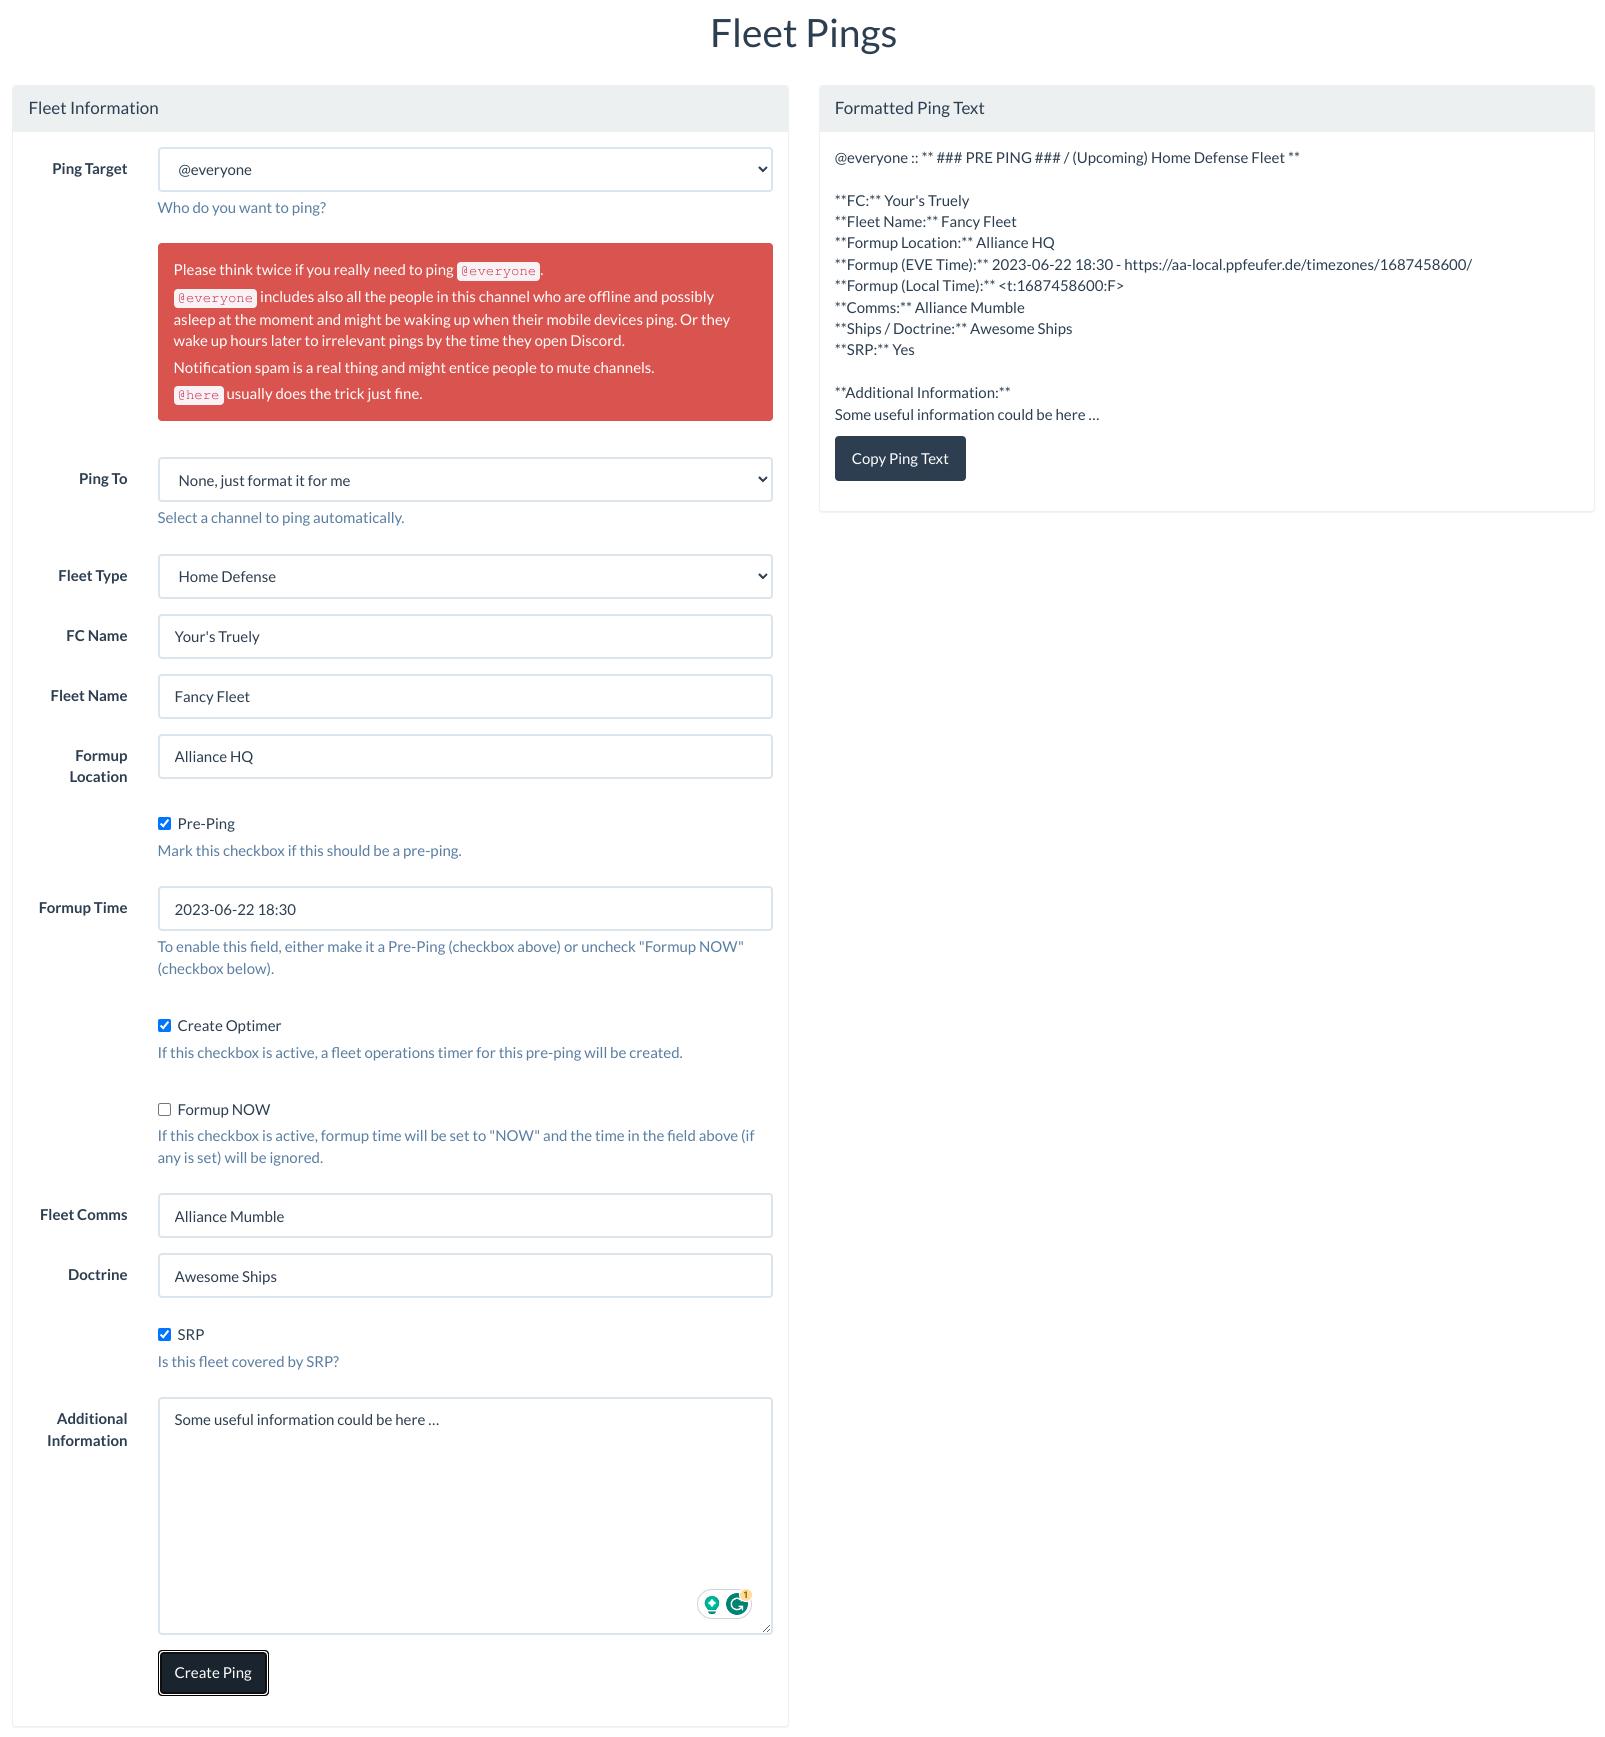 Fleet Pings
Fleet Information
Ping Target
@everyone
Who do you want to ping?
Please think twice if you really need to ping @everyone.
@everyone includes also all the people in this channel who are offline and possibly
asleep at the moment and might be waking up when their mobile devices ping. Or they
wake up hours later to irrelevant pings by the time they open Discord.
Notification spam is a real thing and might entice people to mute channels.
@here usually does the trick just fine.
Ping To
None, just format it for me
Select a channel to ping automatically.
Fleet Type
Home Defense
FC Name
Your's Truely
Fleet Name
Fancy Fleet
Formup
Location
Alliance HQ
Pre-Ping
Mark this checkbox if this should be a pre-ping.
Formup Time
2023-06-22 18:30
To enable this field, either make it a Pre-Ping (checkbox above) or uncheck "Formup NOW"
(checkbox below).
Create Optimer
If this checkbox is active, a fleet operations timer for this pre-ping will be created.
Formup NOW
If this checkbox is active, formup time will be set to "NOW" and the time in the field above (if
any is set) will be ignored.
Fleet Comms
Alliance Mumble
Doctrine
Awesome Ships
SRP
Is this fleet covered by SRP?
Additional
Information
Some useful information could be here ...
1
Create Ping
Formatted Ping Text
@everyone :: ** ### PRE PING ### / (Upcoming) Home Defense Fleet **
**FC:** Your's Truely
**Fleet Name:** Fancy Fleet
**Formup Location:** Alliance HQ
**Formup (EVE Time):** 2023-06-22 18:30 - https://aa-local.ppfeufer.de/timezones/1687458600/
**Formup (Local Time):** <t:1687458600:F>
**Comms:** Alliance Mumble
**Ships / Doctrine:** Awesome Ships
**SRP:** Yes
**Additional Information:**
Some useful information could be here ...
Copy Ping Text